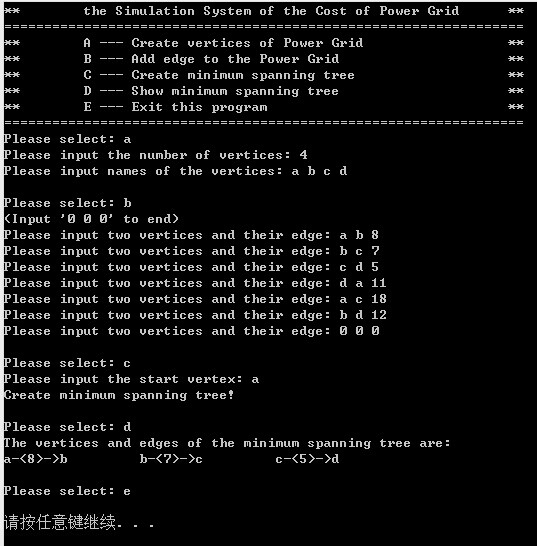 **        the Simulation System of the Cost of Power Grid      **
=================================================================
**        A --- Create vertices of Power Grid                  **
**        B --- Add edge to the Power Grid                     **
**        C --- Create minimum spanning tree                   **
**        D --- Show minimum spanning tree                     **
**        E --- Exit this program                              **
=================================================================
Please select: a
Please input the number of vertices: 4
Please input names of the vertices: a b c d
Please select: b
(Input '0 0 0' to end)
Please input two vertices and their edge: a b 8
Please input two vertices and their edge: b c 7
Please input two vertices and their edge: c d 5
Please input two vertices and their edge: d a 11
Please input two vertices and their edge: a c 18
Please input two vertices and their edge: b d 12
Please input two vertices and their edge: 0 0 0
Please select: c
Please input the start vertex: a
Create minimum spanning tree!
Please select: d
The vertices and edges of the minimum spanning tree are:
a-<8>->b         b-<7>->c         c-<5>->d
Please select: e
请按任意键继续. . .